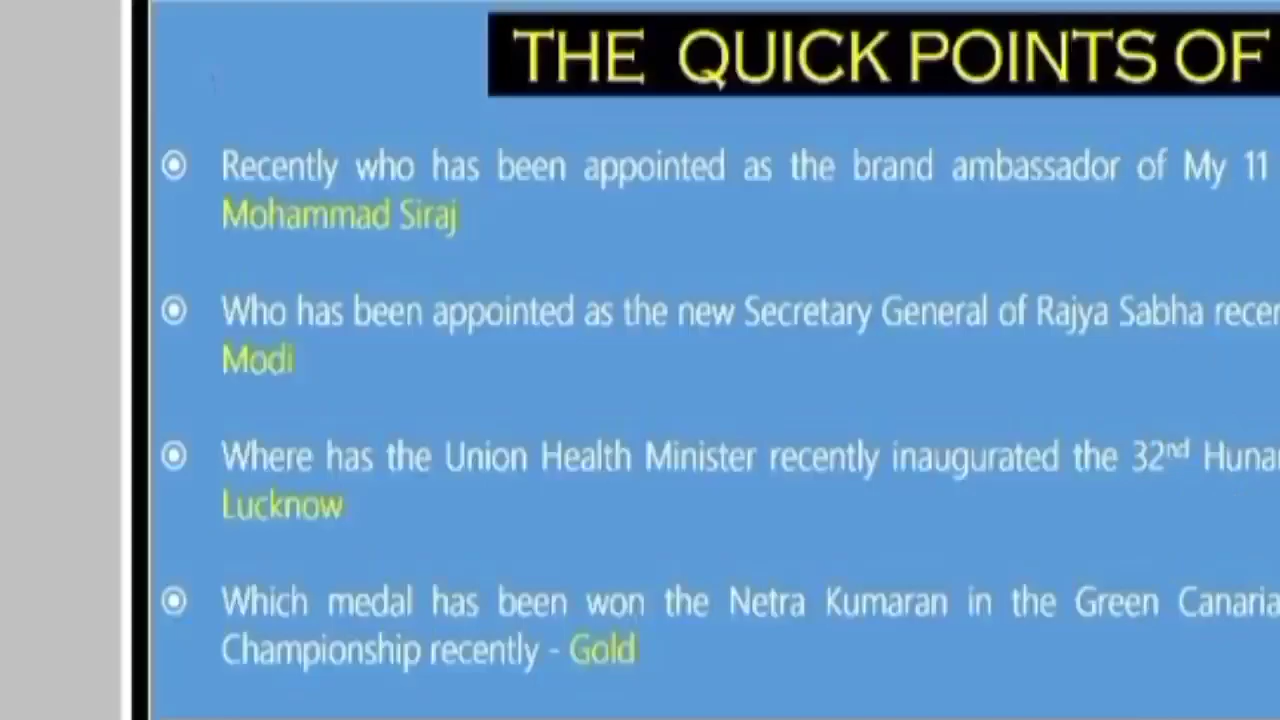 THE QUICK POINTS OF
Recently who has been appointed as the brand ambassador of My 11
Mohammad Siraj
Who has been appointed as the new Secretary General of Rajya Sabha recen
Modi
Where has the Union Health Minister recently inaugurated the 32nd Hunar
Lucknow
Which medal has been won the Netra Kumaran in the Green Canaria
Championship recently - Gold